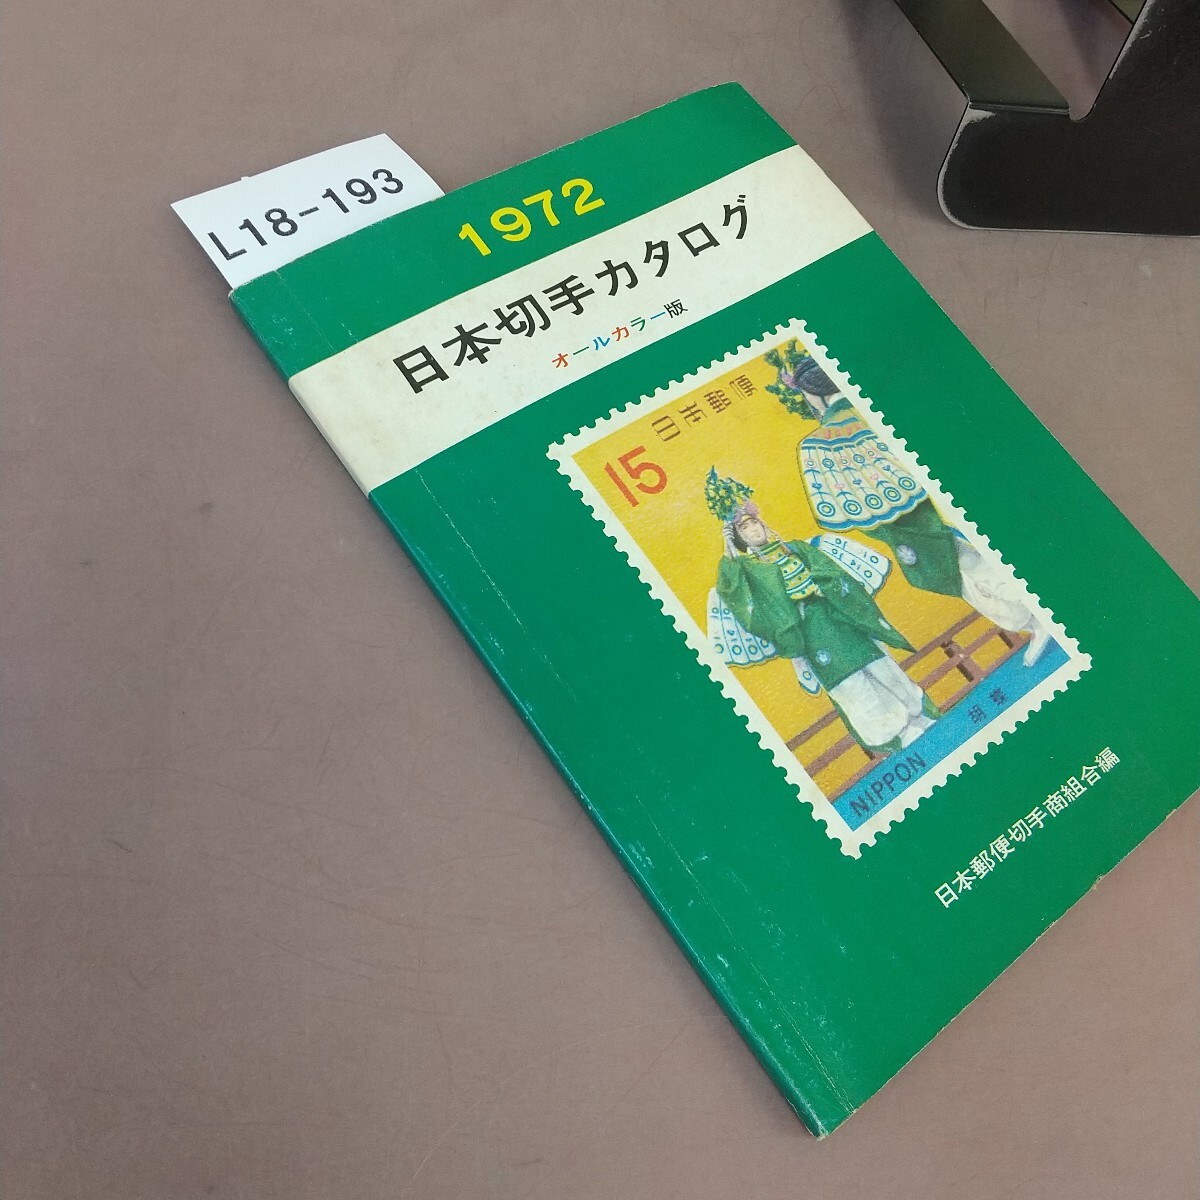 L18-193
1972
日本切手カタログ
オールカラー版
日本郵便
15
胡蝶
NIPPON
日本郵便切手商組合編